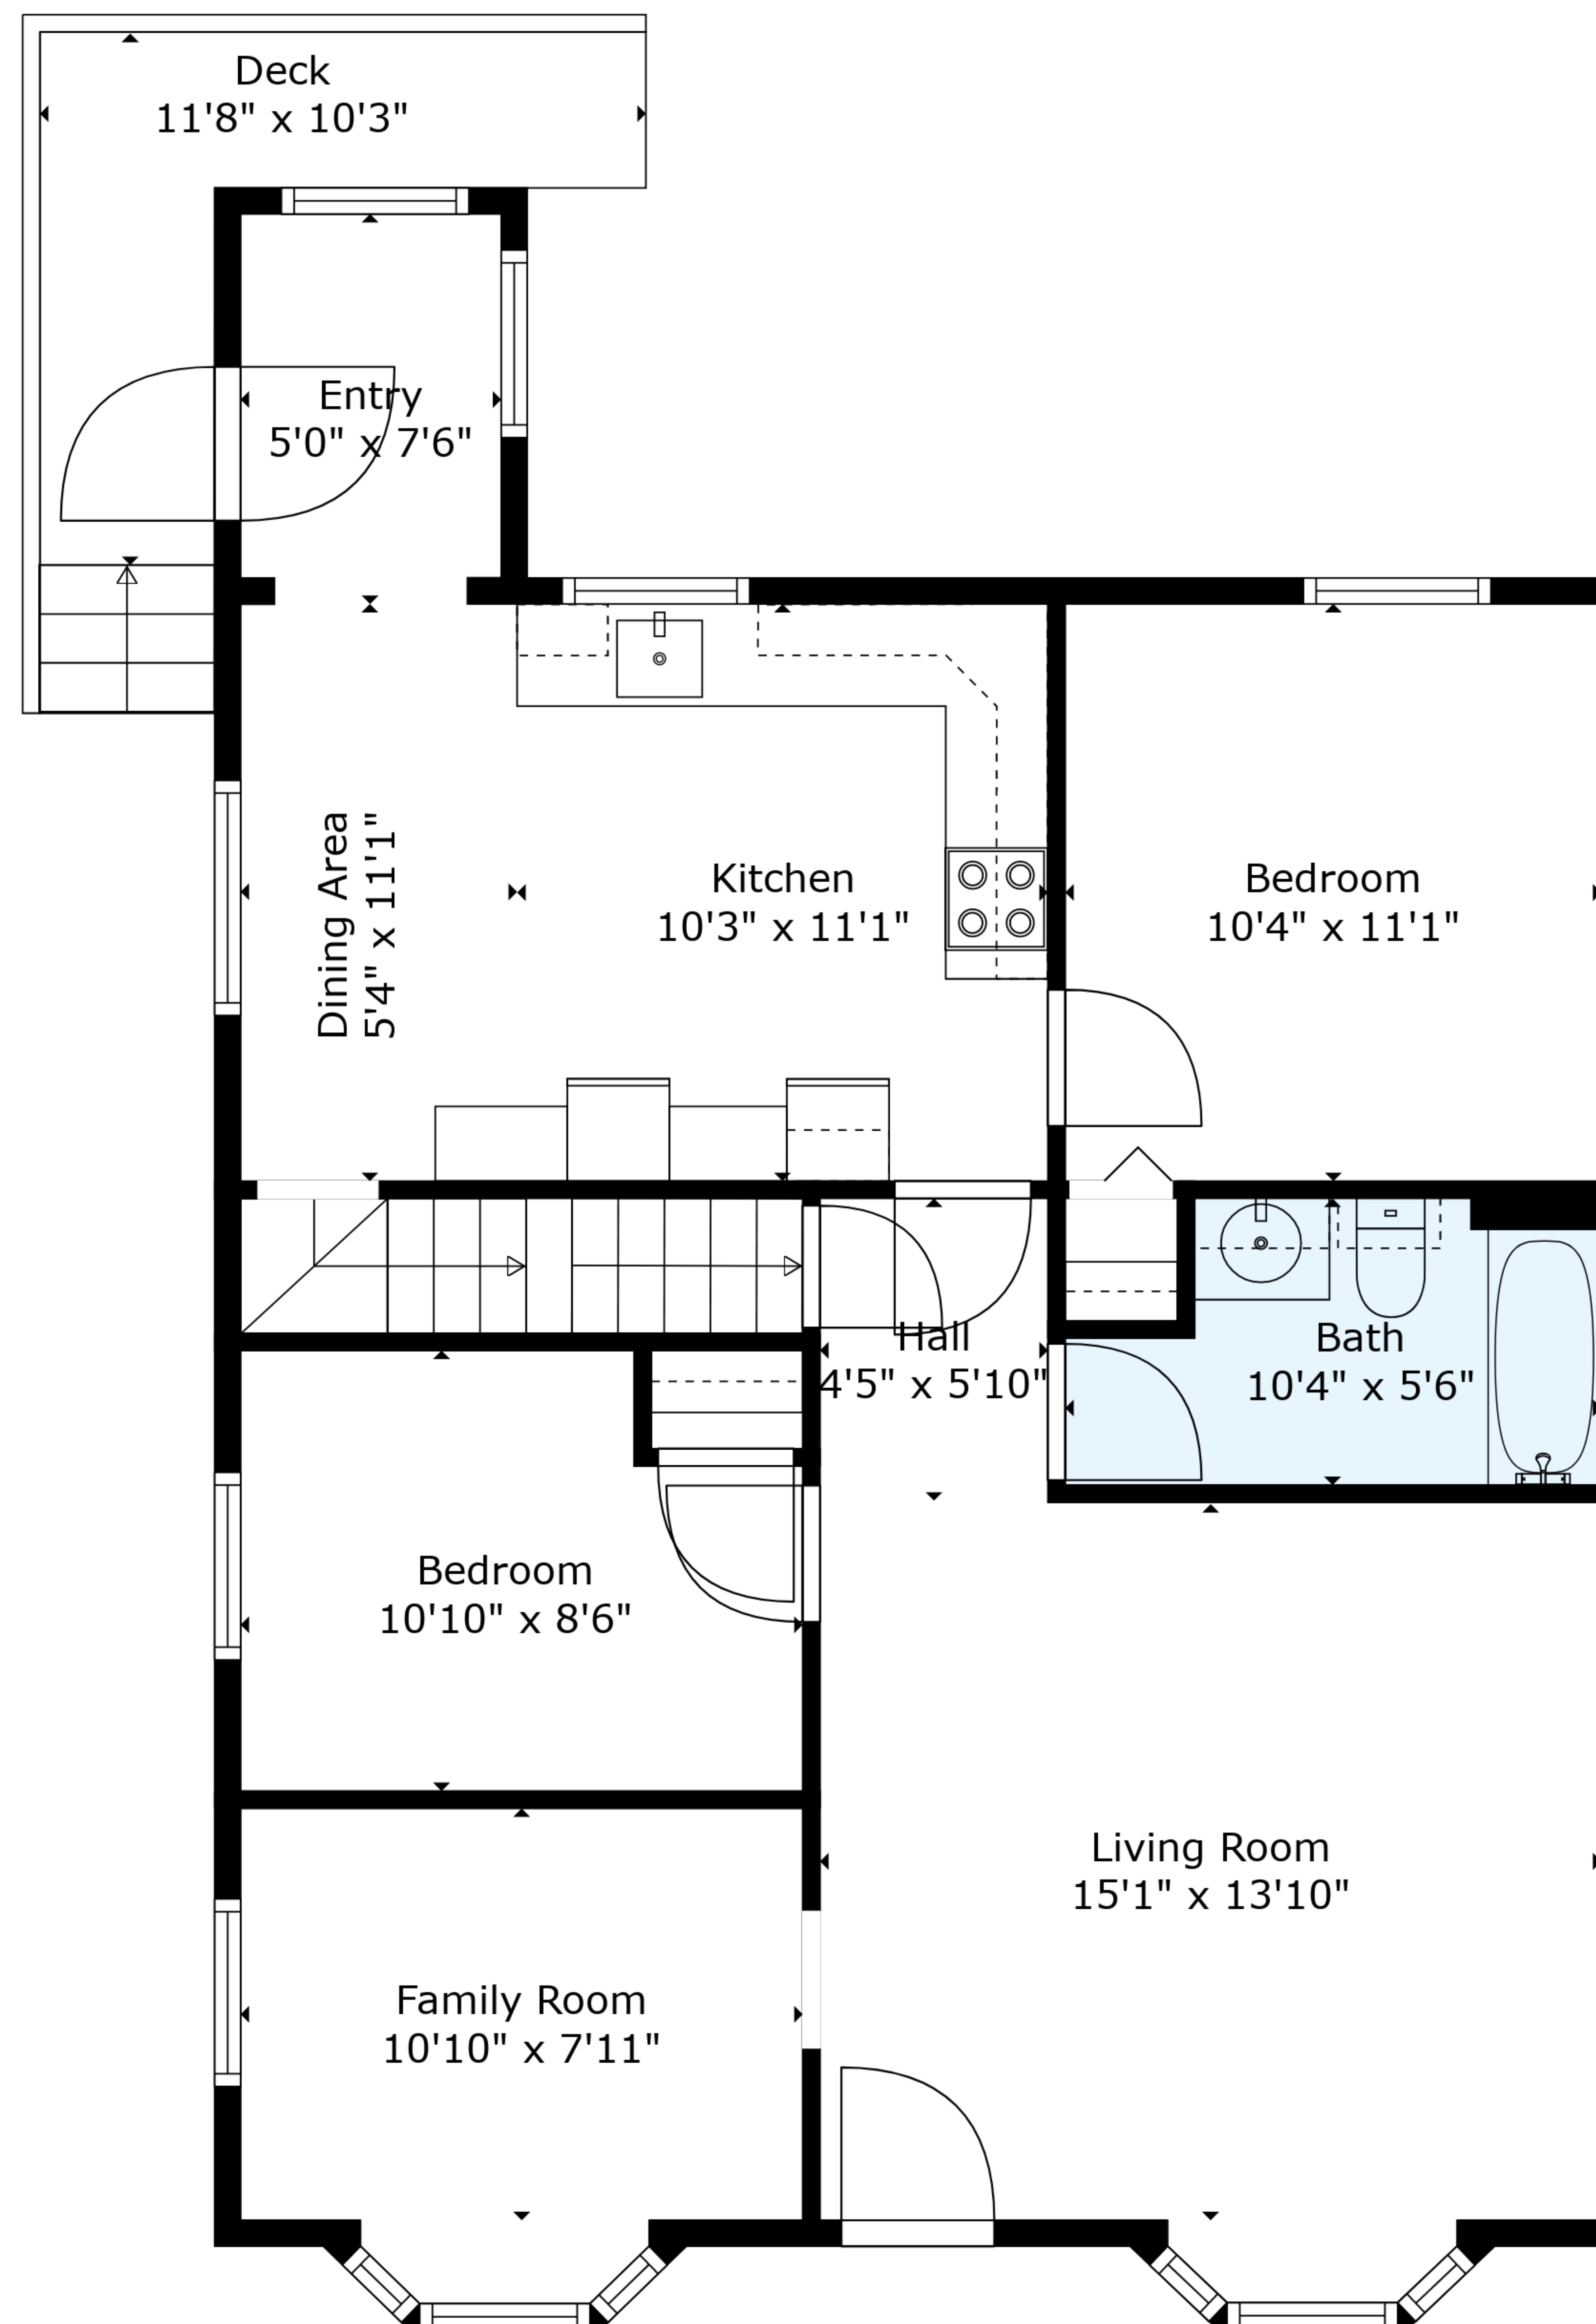 Deck
11'8" x 10'3"
Entry
5'0" x 7'6"
Dining Area
5'4" x 11'1"
Kitchen
10'3" x 11'1"
Bedroom
10'4" x 11'1"
Hall
4'5" x 5'10"
Bath
10'4" x 5'6"
Bedroom
10'10" x 8'6"
Living Room
15'1" x 13'10"
Family Room
10'10" x 7'11"